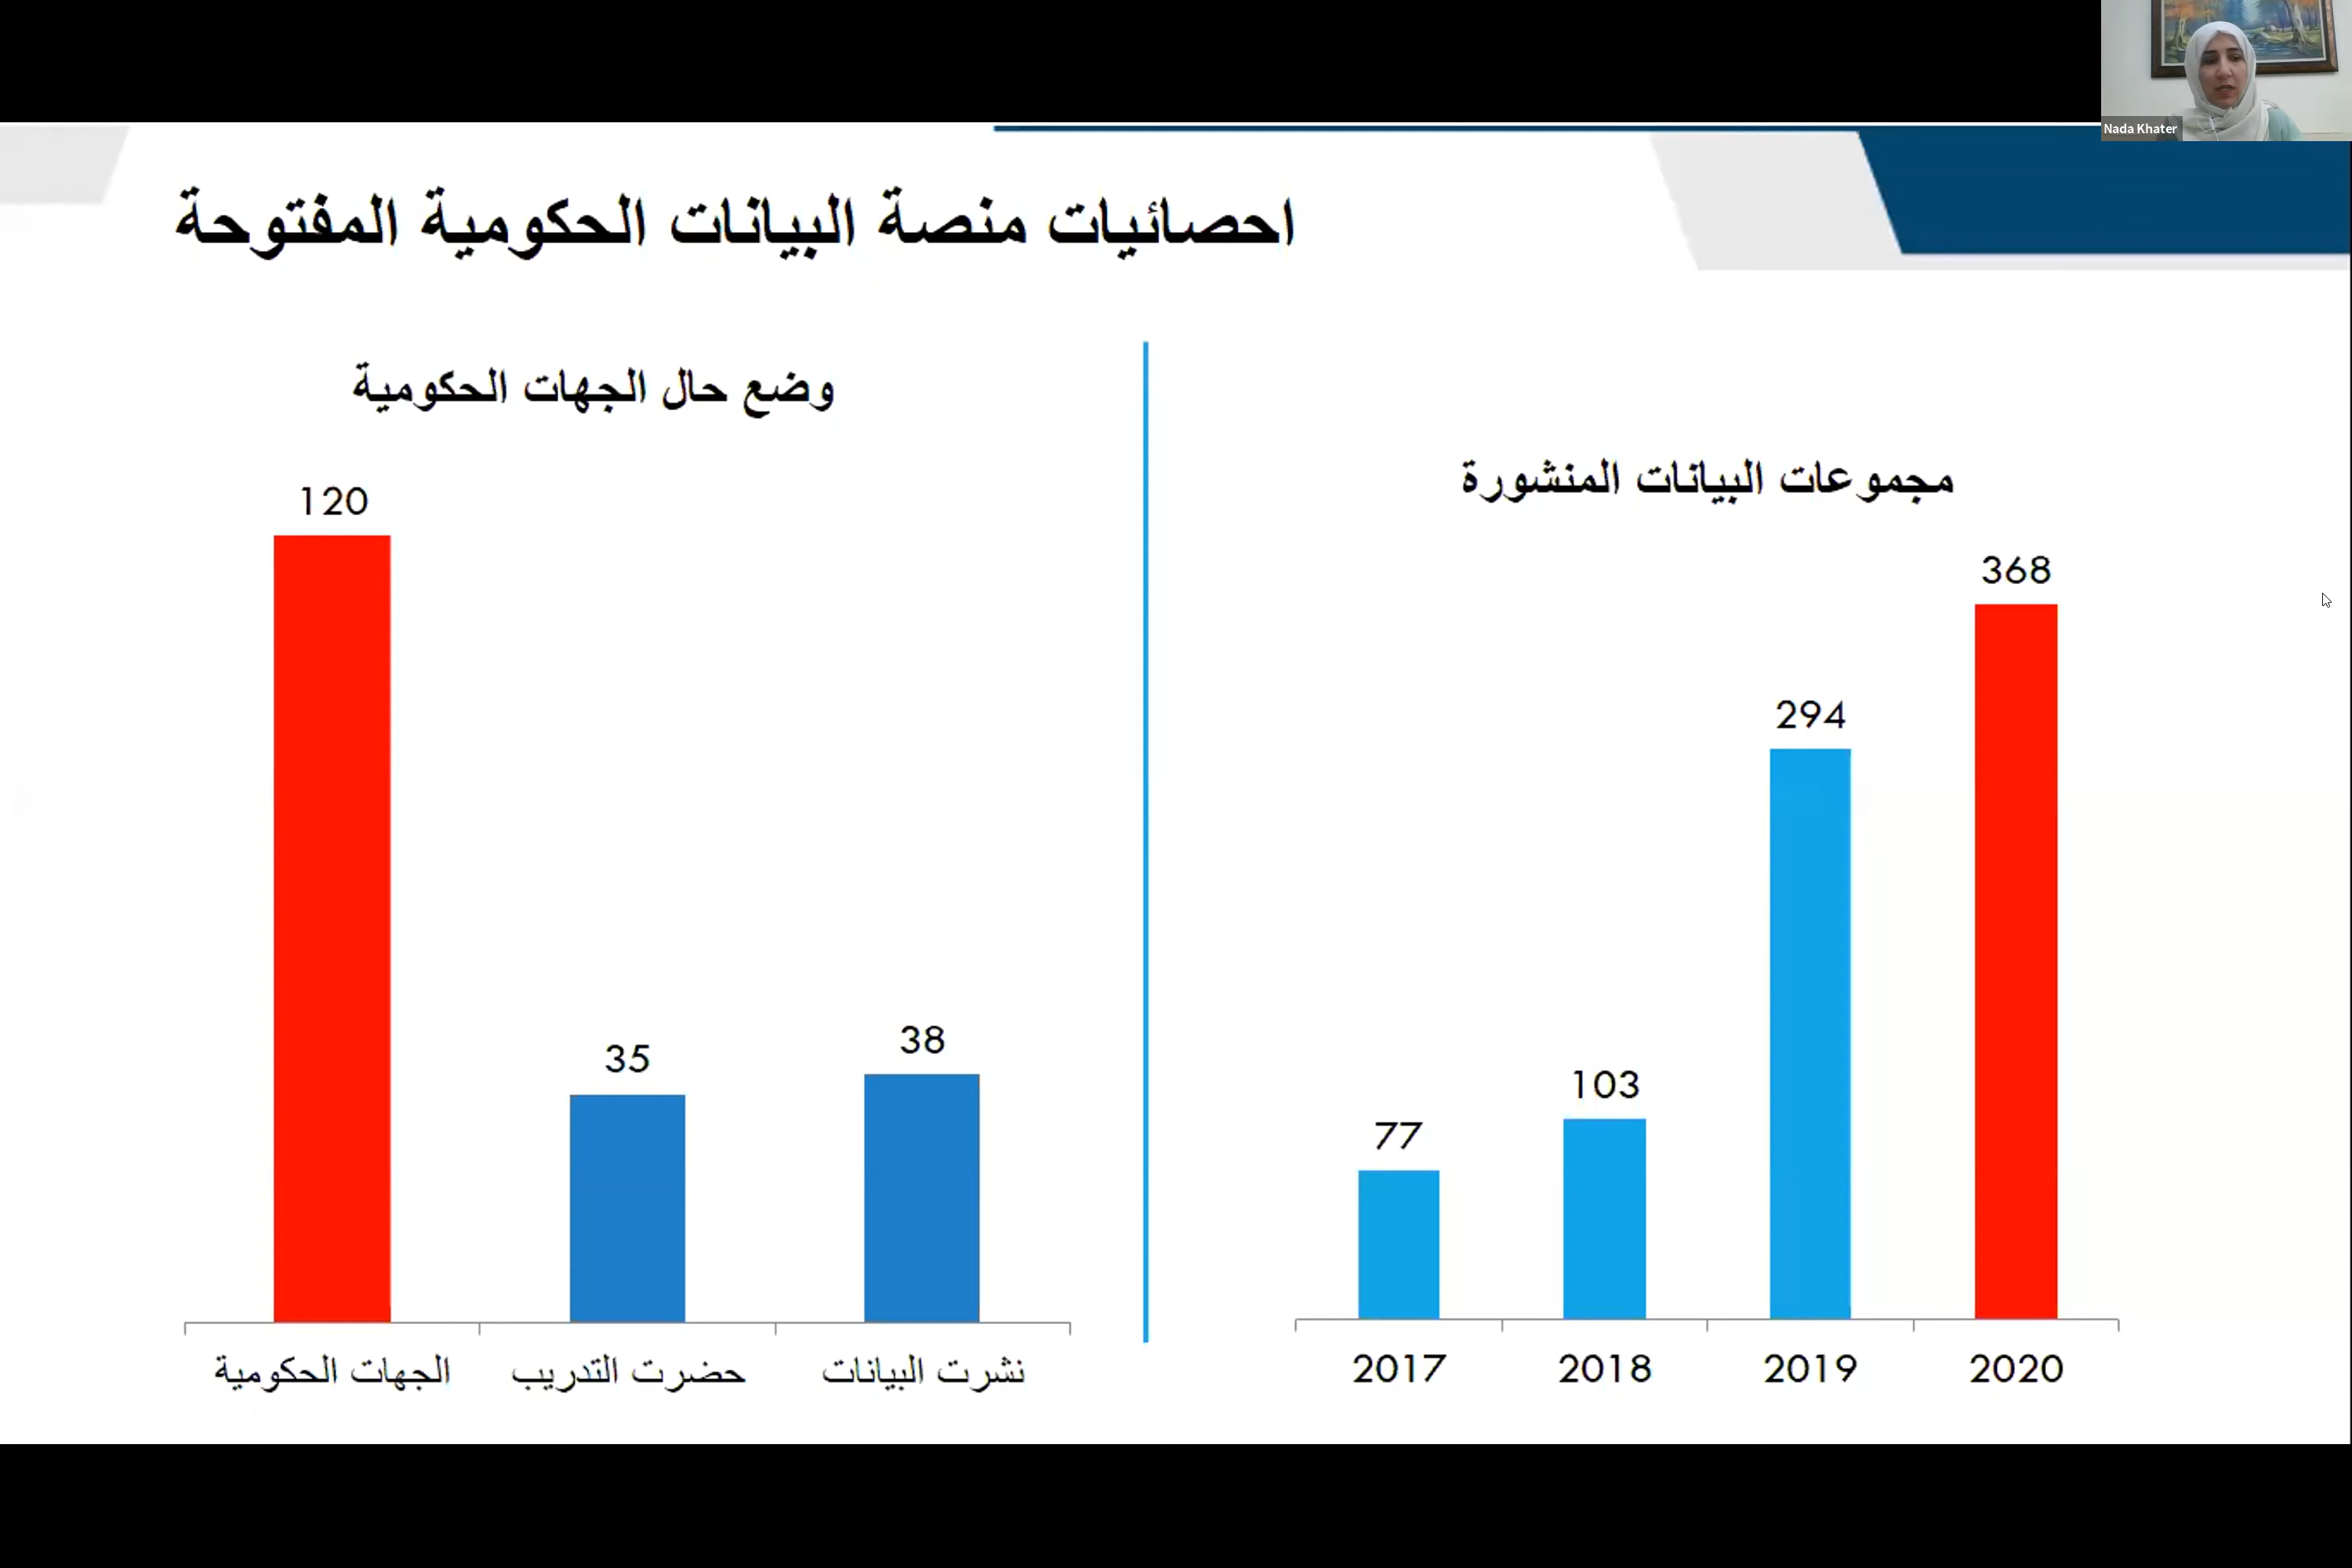 Nada Khater
احصائيات منصة البيانات الحكومية المفتوحة
مجموعات البيانات المنشورة
368
294
103
77
2017 2018 2019 2020
وضع حال الجهات الحكومية
120
35
38
الجهات الحكومية
حضرت التدريب
نشرت البيانات